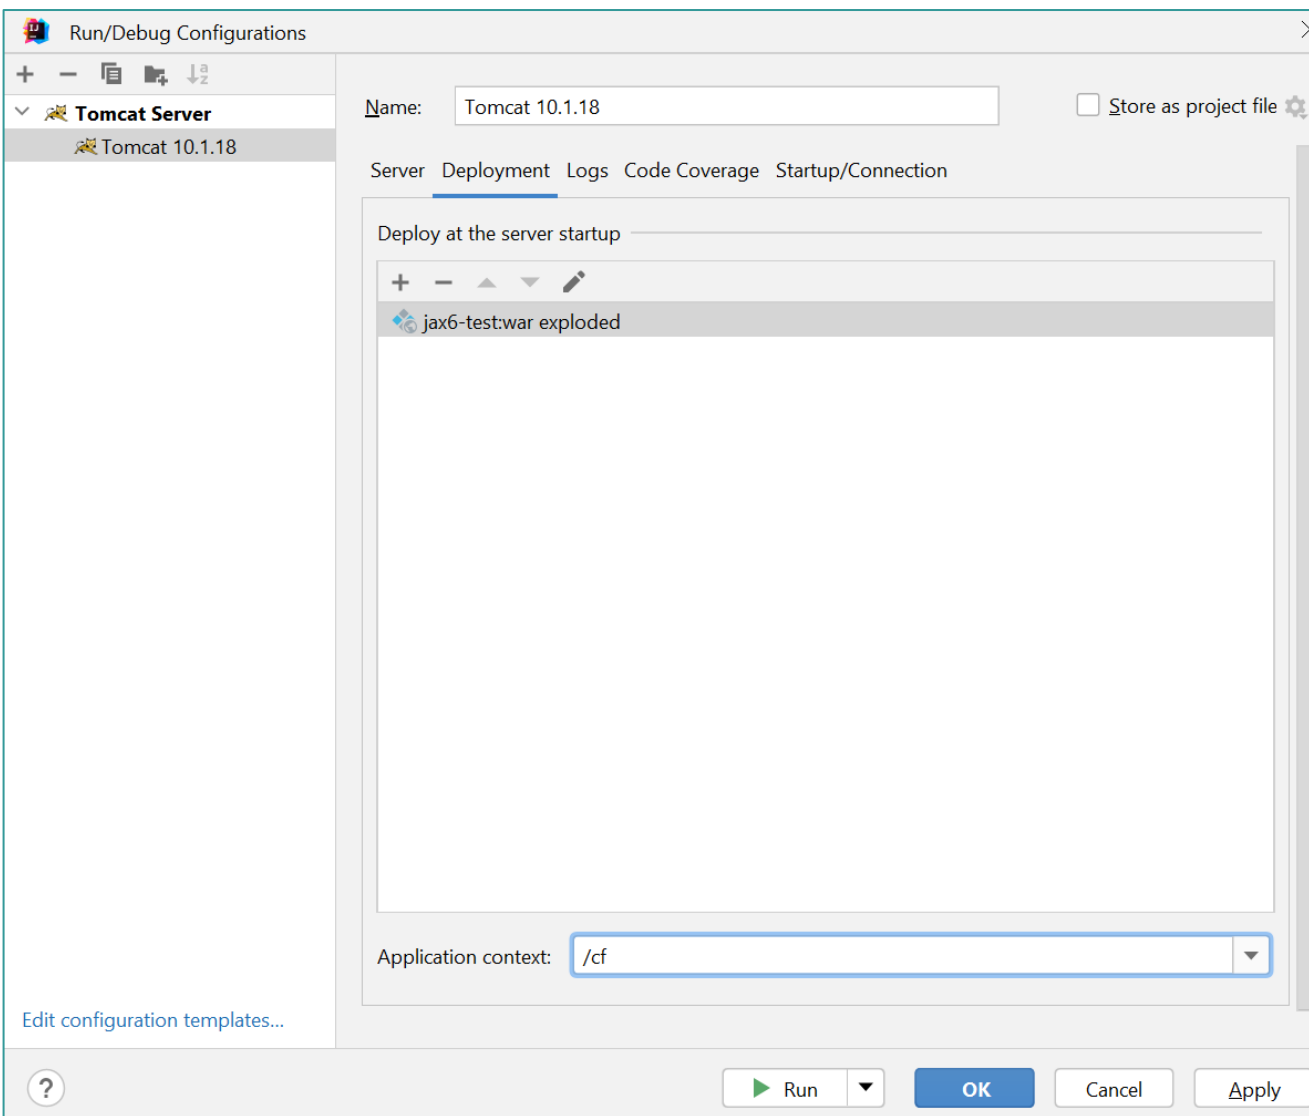 Run/Debug Configurations
Tomcat Server
Tomcat 10.1.18
Edit configuration templates...
Name: Tomcat 10.1.18 Store as project file
Server Deployment Logs Code Coverage Startup/Connection
Deploy at the server startup
jax6-test:war exploded
Application context: /cf
? Run OK Cancel Apply